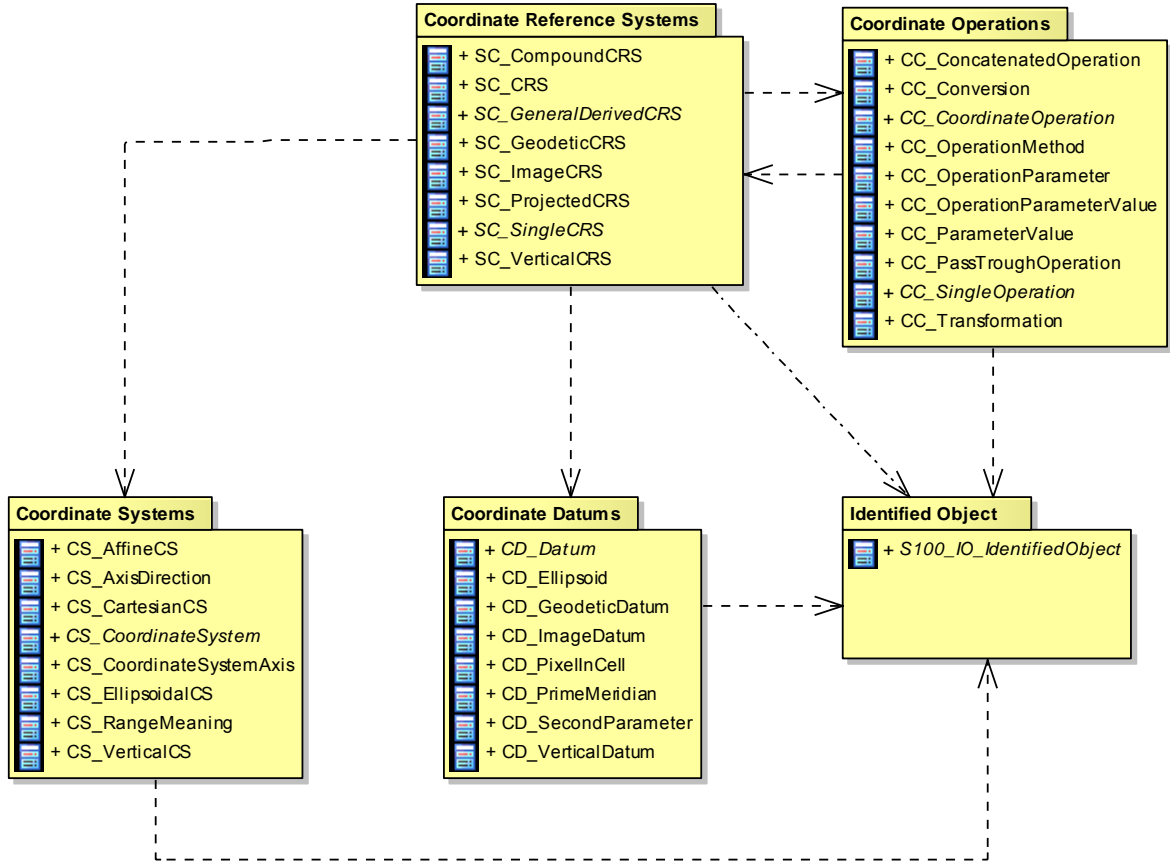 Coordinate Reference Systems
+ SC_CompoundCRS
+ SC_CRS
+ SC_GeneralDerivedCRS
+ SC_GeodeticCRS
+ SC_ImageCRS
+ SC_ProjectedCRS
+ SC_SingleCRS
+ SC_VerticalCRS
Coordinate Operations
+ CC_ConcatenatedOperation
+ CC_Conversion
+ CC_CoordinateOperation
+ CC_OperationMethod
+ CC_OperationParameter
+ CC_OperationParameterValue
+ CC_ParameterValue
+ CC_PassTroughOperation
+ CC_SingleOperation
+ CC_Transformation
Coordinate Systems
+ CS_AffineCS
+ CS_AxisDirection
+ CS_CartesianCS
+ CS_CoordinateSystem
+ CS_CoordinateSystemAxis
+ CS_EllipsoidalCS
+ CS_RangeMeaning
+ CS_VerticalCS
Coordinate Datums
+ CD_Datum
+ CD_Ellipsoid
+ CD_GeodeticDatum
+ CD_ImageDatum
+ CD_PixelInCell
+ CD_PrimeMeridian
+ CD_SecondParameter
+ CD_VerticalDatum
Identified Object
+ S100_IO_IdentifiedObject